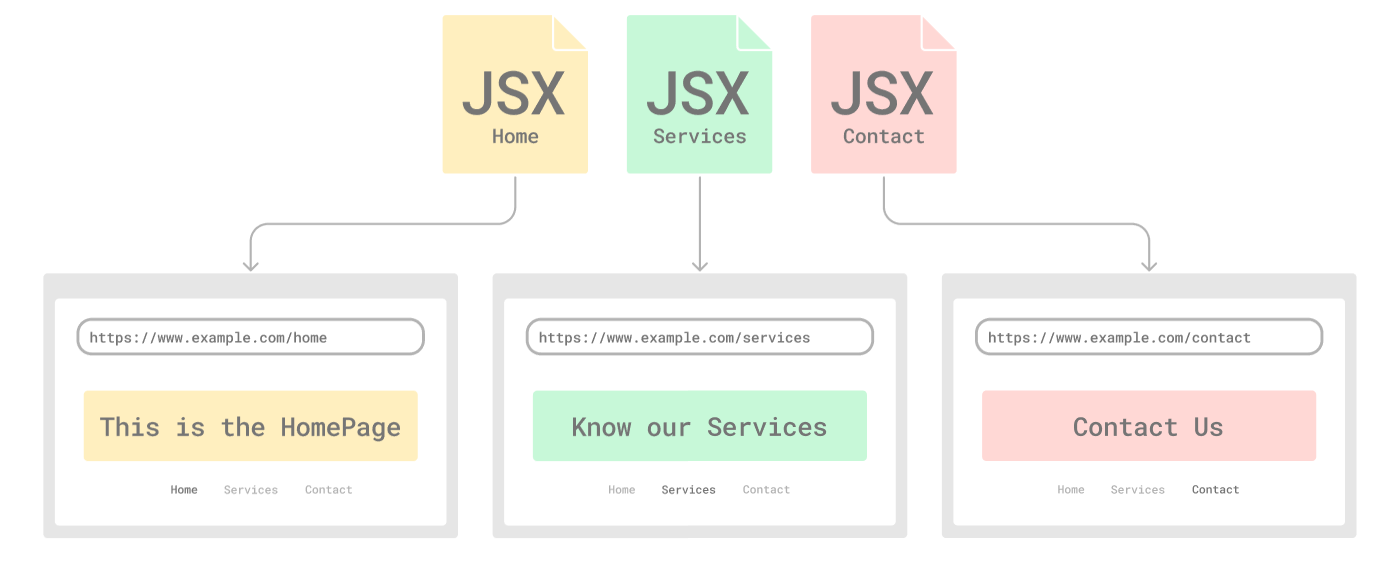 JSX
Home
JSX
Services
JSX
Contact
https://www.example.com/home
This is the HomePage
Home Services Contact
https://www.example.com/services
Know our Services
Home Services Contact
https://www.example.com/contact
Contact Us
Home Services Contact